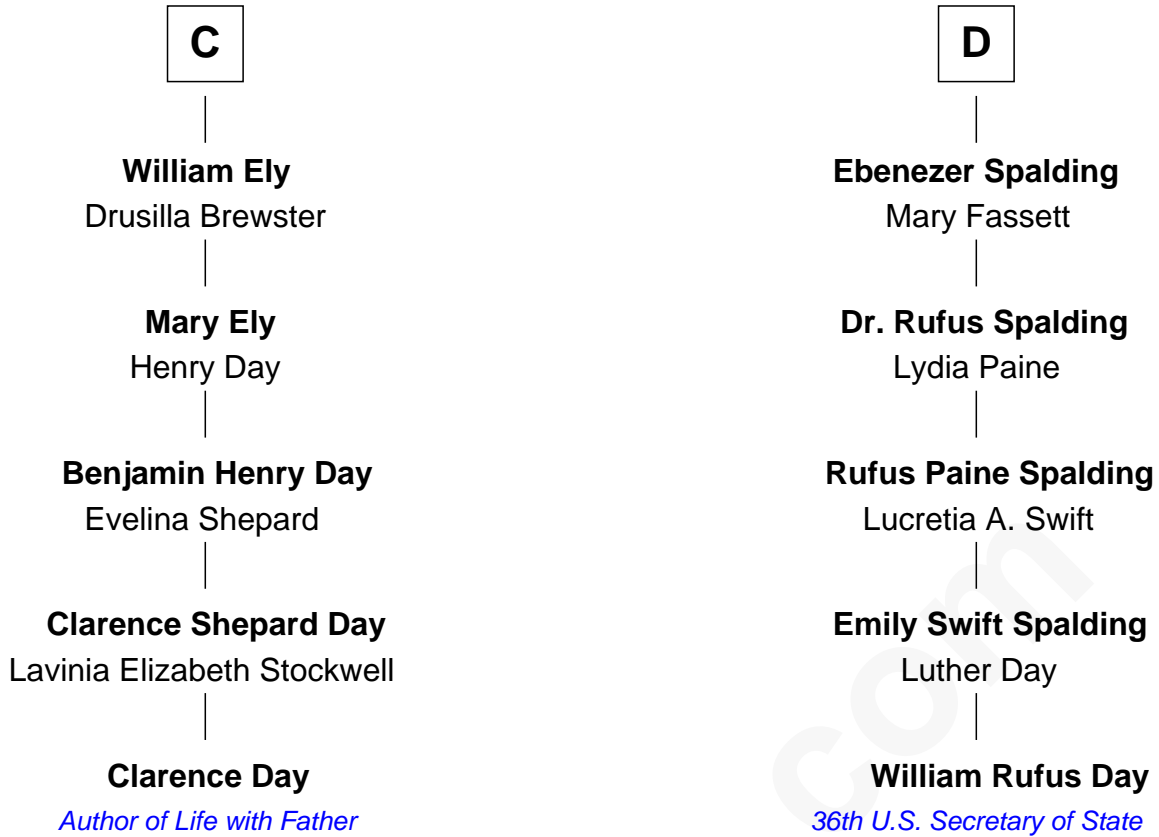 C
William Ely
Drusilla Brewster
Mary Ely
Henry Day
Benjamin Henry Day
Evelina Shepard
Clarence Shepard Day
Lavinia Elizabeth Stockwell
Clarence Day
Author of Life with Father
D
Ebenezer Spalding
Mary Fassett
Dr. Rufus Spalding
Lydia Paine
Rufus Paine Spalding
Lucretia A. Swift
Emily Swift Spalding
Luther Day
William Rufus Day
36th U.S. Secretary of State
com